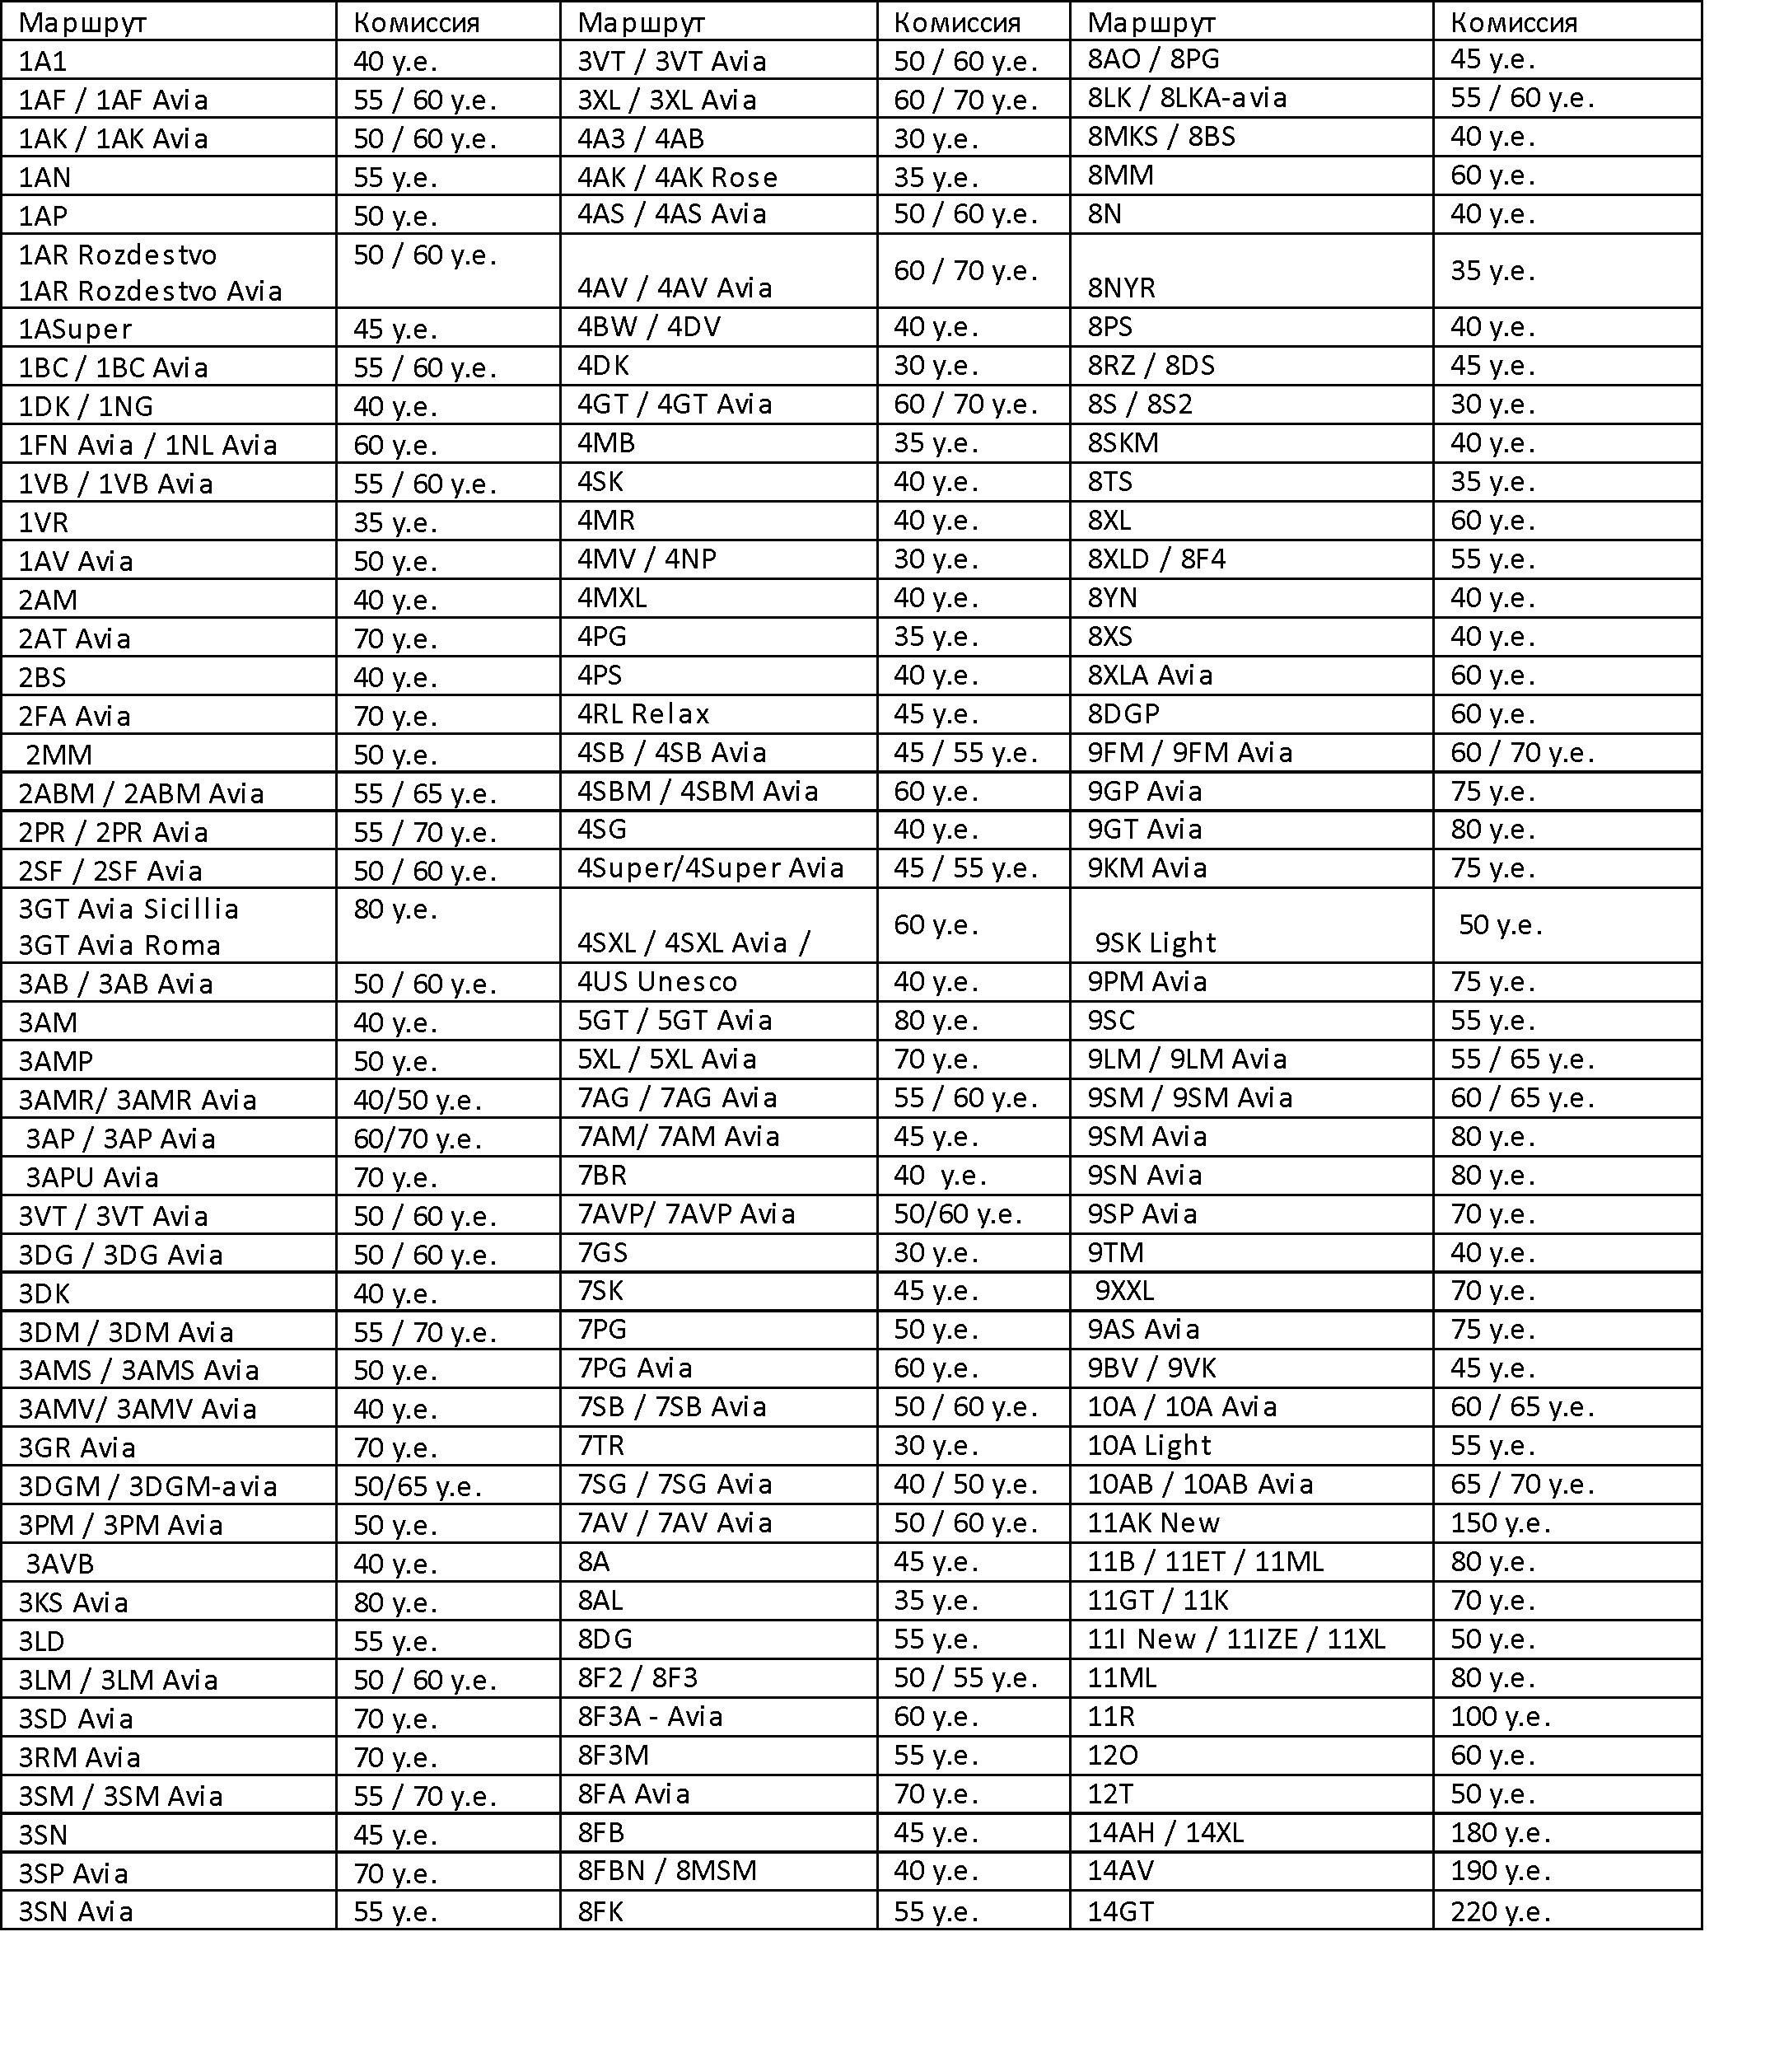 Маршрут Комиссия Маршрут Комиссия Маршрут Комиссия
1A1 40 у.е. 3VT / 3VT Avia 50 / 60 у.е. 8AO / 8PG 45 у.е.
1AF / 1AF Avia 55 / 60 у.е. 3XL / 3XL Avia 60 / 70 у.е. 8LK / 8LKA-avia 55 / 60 у.е.
1AK / 1AK Avia 50 / 60 у.е. 4A3 / 4AB 30 у.е. 8MKS / 8BS 40 у.е.
1AN 55 у.е. 4AK / 4AK Rose 35 у.е. 8MM 60 у.е.
1AP 50 у.е. 4AS / 4AS Avia 50 / 60 у.е. 8N 40 у.е.
1AR Rozdestvo 50 / 60 у.е. 60 / 70 у.е. 35 у.е.
1AR Rozdestvo Avia 4AV / 4AV Avia 8NYR
1ASuper 45 у.е. 4BW / 4DV 40 у.е. 8PS 40 у.е.
1BC / 1BC Avia 55 / 60 у.е. 4DK 30 у.е. 8RZ / 8DS 45 у.е.
1DK / 1NG 40 у.е. 4GT / 4GT Avia 60 / 70 у.е. 8S / 8S2 30 у.е.
1FN Avia / 1NL Avia 60 у.е. 4MB 35 у.е. 8SKM 40 у.е.
1VB / 1VB Avia 55 / 60 у.е. 4SK 40 у.е. 8TS 35 у.е.
1VR 35 у.е. 4MR 40 у.е. 8XL 60 у.е.
1AV Avia 50 у.е. 4MV / 4NP 30 у.е. 8XLD / 8F4 55 у.е.
2AM 40 у.е. 4MXL 40 у.е. 8YN 40 у.е.
2AT Avia 70 у.е. 4PG 35 у.е. 8XS 40 у.е.
2BS 40 у.е. 4PS 40 у.е. 8XLA Avia 60 у.е.
2FA Avia 70 у.е. 4RL Relax 45 у.е. 8DGP 60 у.е.
2MM 50 у.е. 4SB / 4SB Avia 45 / 55 у.е. 9FM / 9FM Avia 60 / 70 у.е.
2ABM / 2ABM Avia 55 / 65 у.е. 4SBM / 4SBM Avia 60 у.е. 9GP Avia 75 у.е.
2PR / 2PR Avia 55 / 70 у.е. 4SG 40 у.е. 9GT Avia 80 у.е.
2SF / 2SF Avia 50 / 60 у.е. 4Super/4Super Avia 45 / 55 у.е. 9KM Avia 75 у.е.
3GT Avia Sicillia 80 у.е. 60 у.е. 50 у.е.
3GT Avia Roma 4SXL / 4SXL Avia / 9SK Light
3AB / 3AB Avia 50 / 60 у.е. 4US Unesco 40 у.е. 9PM Avia 75 у.е.
3AM 40 у.е. 5GT / 5GT Avia 80 у.е. 9SC 55 у.е.
3AMP 50 у.е. 5XL / 5XL Avia 70 у.е. 9LM / 9LM Avia 55 / 65 у.е.
3AMR/ 3AMR Avia 40/50 у.е. 7AG / 7AG Avia 55 / 60 у.е. 9SM / 9SM Avia 60 / 65 у.е.
3AP / 3AP Avia 60/70 у.е. 7AM/ 7AM Avia 45 у.е. 9SM Avia 80 у.е.
3APU Avia 70 у.е. 7BR 40 у.е. 9SN Avia 80 у.е.
3VT / 3VT Avia 50 / 60 у.е. 7AVP/ 7AVP Avia 50/60 у.е. 9SP Avia 70 у.е.
3DG / 3DG Avia 50 / 60 у.е. 7GS 30 у.е. 9TM 40 у.е.
3DK 40 у.е. 7SK 45 у.е. 9XXL 70 у.е.
3DM / 3DM Avia 55 / 70 у.е. 7PG 50 у.е. 9AS Avia 75 у.е.
3AMS / 3AMS Avia 50 у.е. 7PG Avia 60 у.е. 9BV / 9VK 45 у.е.
3AMV/ 3AMV Avia 40 у.е. 7SB / 7SB Avia 50 / 60 у.е. 10A / 10A Avia 60 / 65 у.е.
3GR Avia 70 у.е. 7TR 30 у.е. 10A Light 55 у.е.
3DGM / 3DGM-avia 50/65 у.е. 7SG / 7SG Avia 40 / 50 у.е. 10AB / 10AB Avia 65 / 70 у.е.
3PM / 3PM Avia 50 у.е. 7AV / 7AV Avia 50 / 60 у.е. 11AK New 150 у.е.
3AVB 40 у.е. 8A 45 у.е. 11B / 11ET / 11ML 80 у.е.
3KS Avia 80 у.е. 8AL 35 у.е. 11GT / 11K 70 у.е.
3LD 55 у.е. 8DG 55 у.е. 11I New / 11IZE / 11XL 50 у.е.
3LM / 3LM Avia 50 / 60 у.е. 8F2 / 8F3 50 / 55 у.е. 11ML 80 у.е.
3SD Avia 70 у.е. 8F3A - Avia 60 у.е. 11R 100 у.е.
3RM Avia 70 у.е. 8F3M 55 у.е. 12O 60 у.е.
3SM / 3SM Avia 55 / 70 у.е. 8FA Avia 70 у.е. 12T 50 у.е.
3SN 45 у.е. 8FB 45 у.е. 14AH / 14XL 180 у.е.
3SP Avia 70 у.е. 8FBN / 8MSM 40 у.е. 14AV 190 у.е.
3SN Avia 55 у.е. 8FK 55 у.е. 14GT 220 у.е.